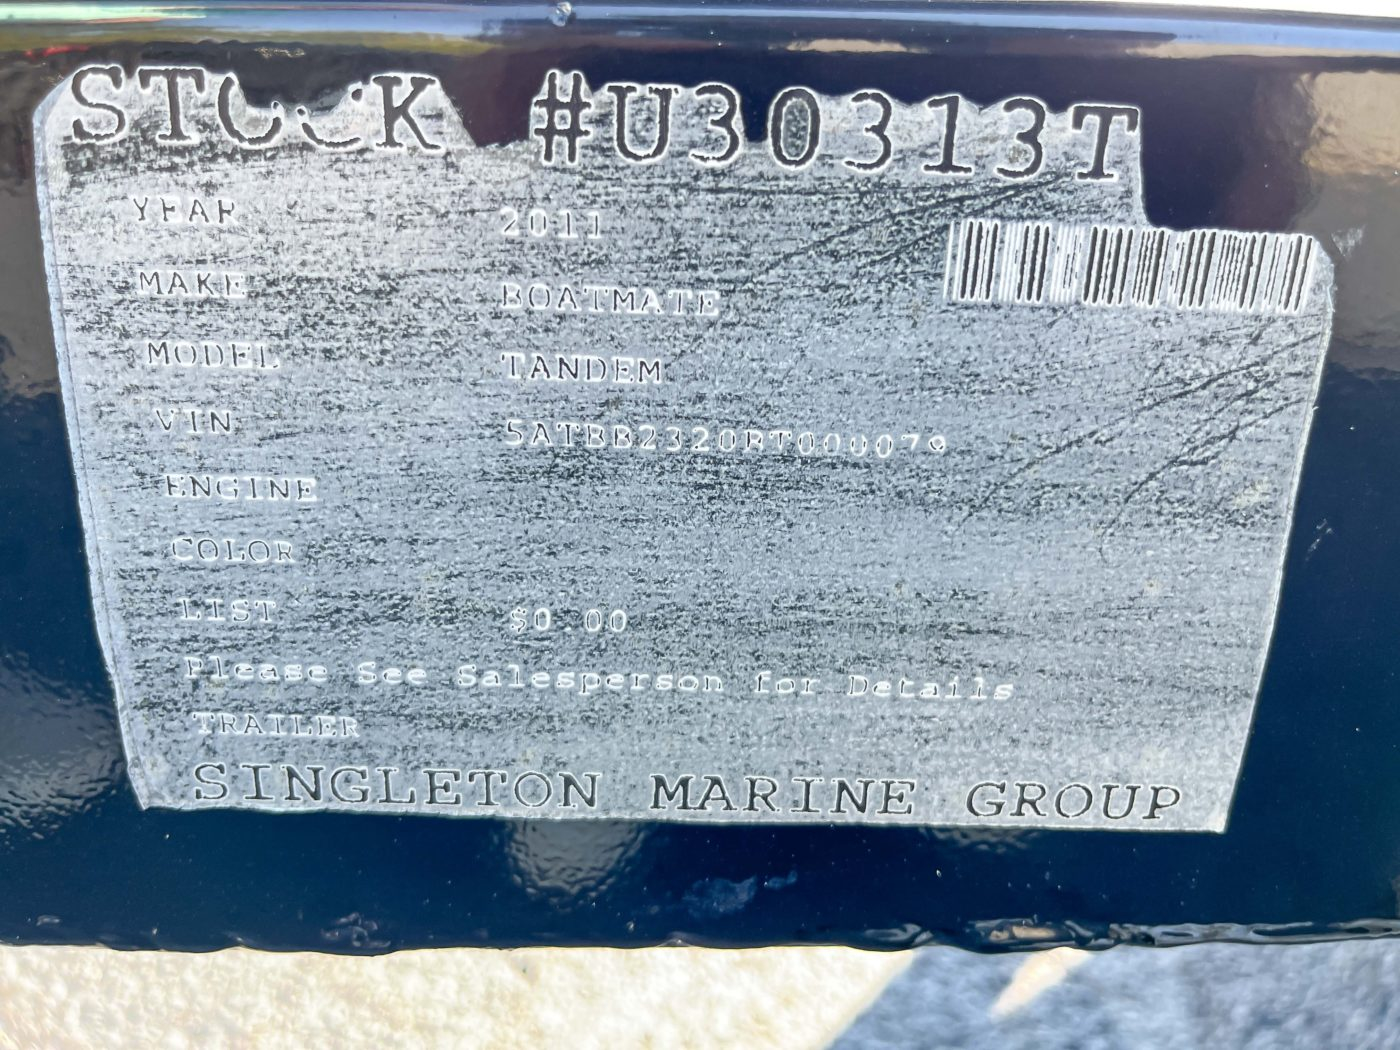 STOCK #U30313T
YEAR 2011
MAKE BOATMATE
MODEL TANDEM
VIN 5ATBB2320BT000079
ENGINE
COLOR
LIST $0.00
Please See Salesperson for Details
TRAILER
SINGLETON MARINE GROUP